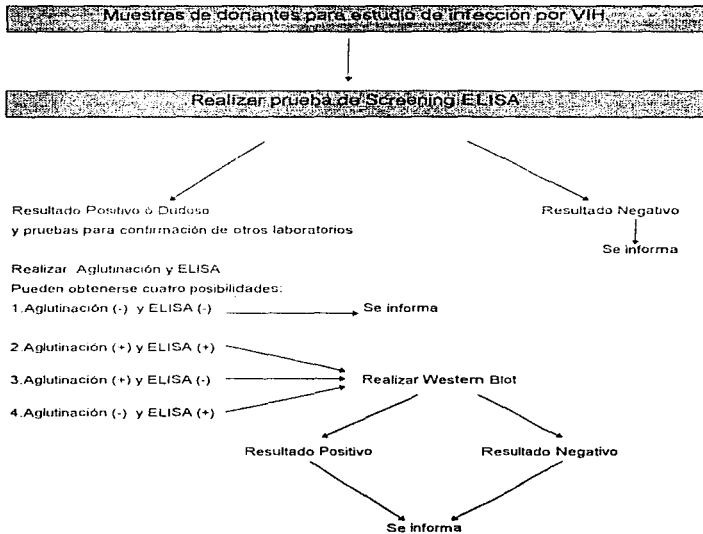 Muestras de donantes para estudio de infección por VIH
Realizar prueba de Screening ELISA
Resultado Positivo ó Dudoso
y pruebas para confirmación de otros laboratorios
Resultado Negativo
Se informa
Realizar Aglutinación y ELISA
Pueden obtenerse cuatro posibilidades:
1.Aglutinación (-) y ELISA (-)
Se informa
2.Aglutinación (+) y ELISA (+)
3.Aglutinación (+) y ELISA (-)
Realizar Western Blot
4.Aglutinación (-) y ELISA (+)
Resultado Positivo
Resultado Negativo
Se informa